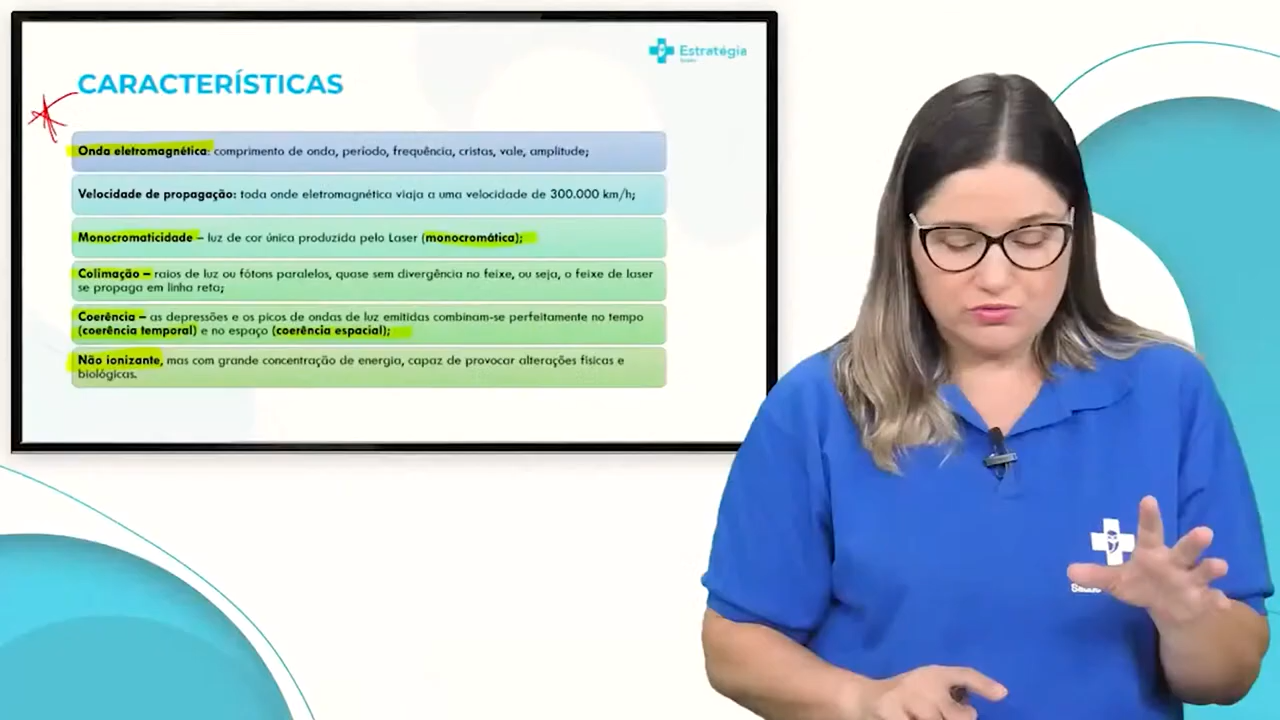 Estratégia
CARACTERÍSTICAS
Onda eletromagnética: comprimento de onda, período, frequência, cristas, vale, amplitude;
Velocidade de propagação: toda onde eletromagnética viaja a uma velocidade de 300.000 km/h;
Monocromaticidade – luz de cor única produzida pelo Laser (monocromática);
Colimação – raios de luz ou fótons paralelos, quase sem divergência no feixe, ou seja, o feixe de laser
se propaga em linha reta;
Coerência – as depressões e os picos de ondas de luz emitidas combinam-se perfeitamente no tempo
(coerência temporal) e no espaço (coerência espacial);
Não ionizante, mas com grande concentração de energia, capaz de provocar alterações físicas e
biológicas.